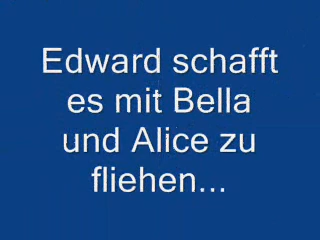 Edward schafft
es mit Bella
und Alice zu
fliehen...